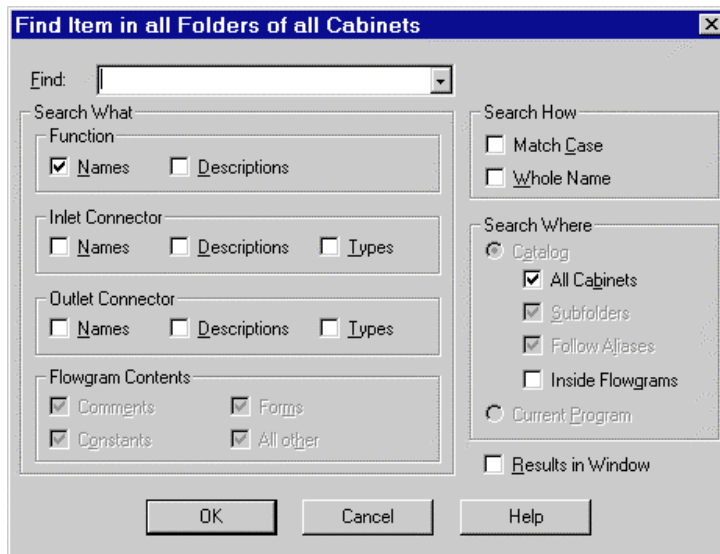 Find Item in all Folders of all Cabinets
Find:
Search What
Function
Names Descriptions
Inlet Connector
Names Descriptions Types
Outlet Connector
Names Descriptions Types
Flowgram Contents
Comments Forms
Constants All other
Search How
Match Case
Whole Name
Search Where
Catalog
All Cabinets
Subfolders
Follow Aliases
Inside Flowgrams
Current Program
Results in Window
OK Cancel Help